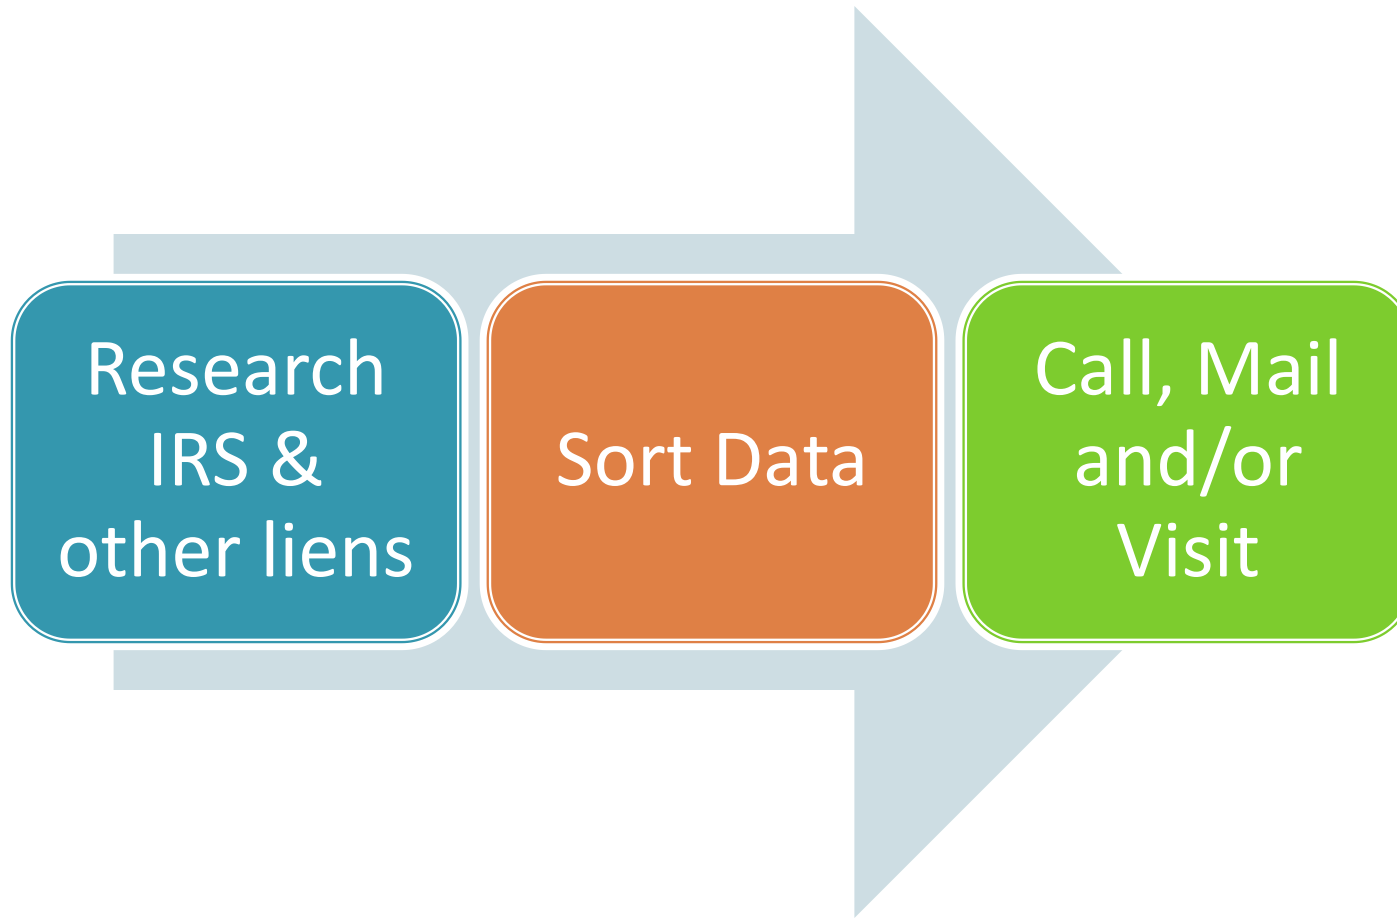 Research
IRS &
other liens
Sort Data
Call, Mail
and/or
Visit